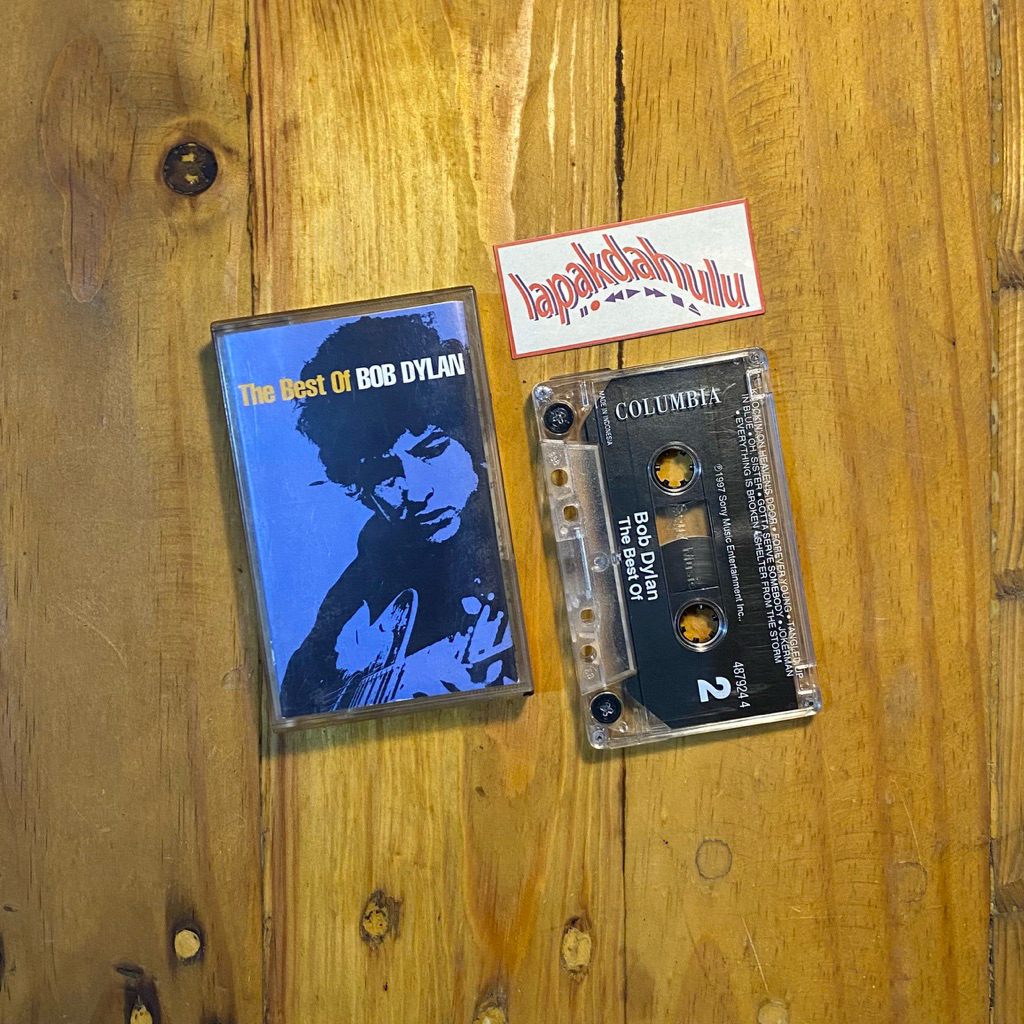 lapakdahulu
The Best Of BOB DYLAN
COLUMBIA
MADE IN INDONESIA
KNOCKIN' ON HEAVENS DOOR • FOREVER YOUNG • TANGLED UP
IN BLUE • OH, SISTER • GOTTA SERVE SOMEBODY • JOKERMAN
• EVERYTHING IS BROKEN • SHELTER FROM THE STORM
℗1997 Sony Music Entertainment Inc.,
Bob Dylan
The Best Of
487924 4
2